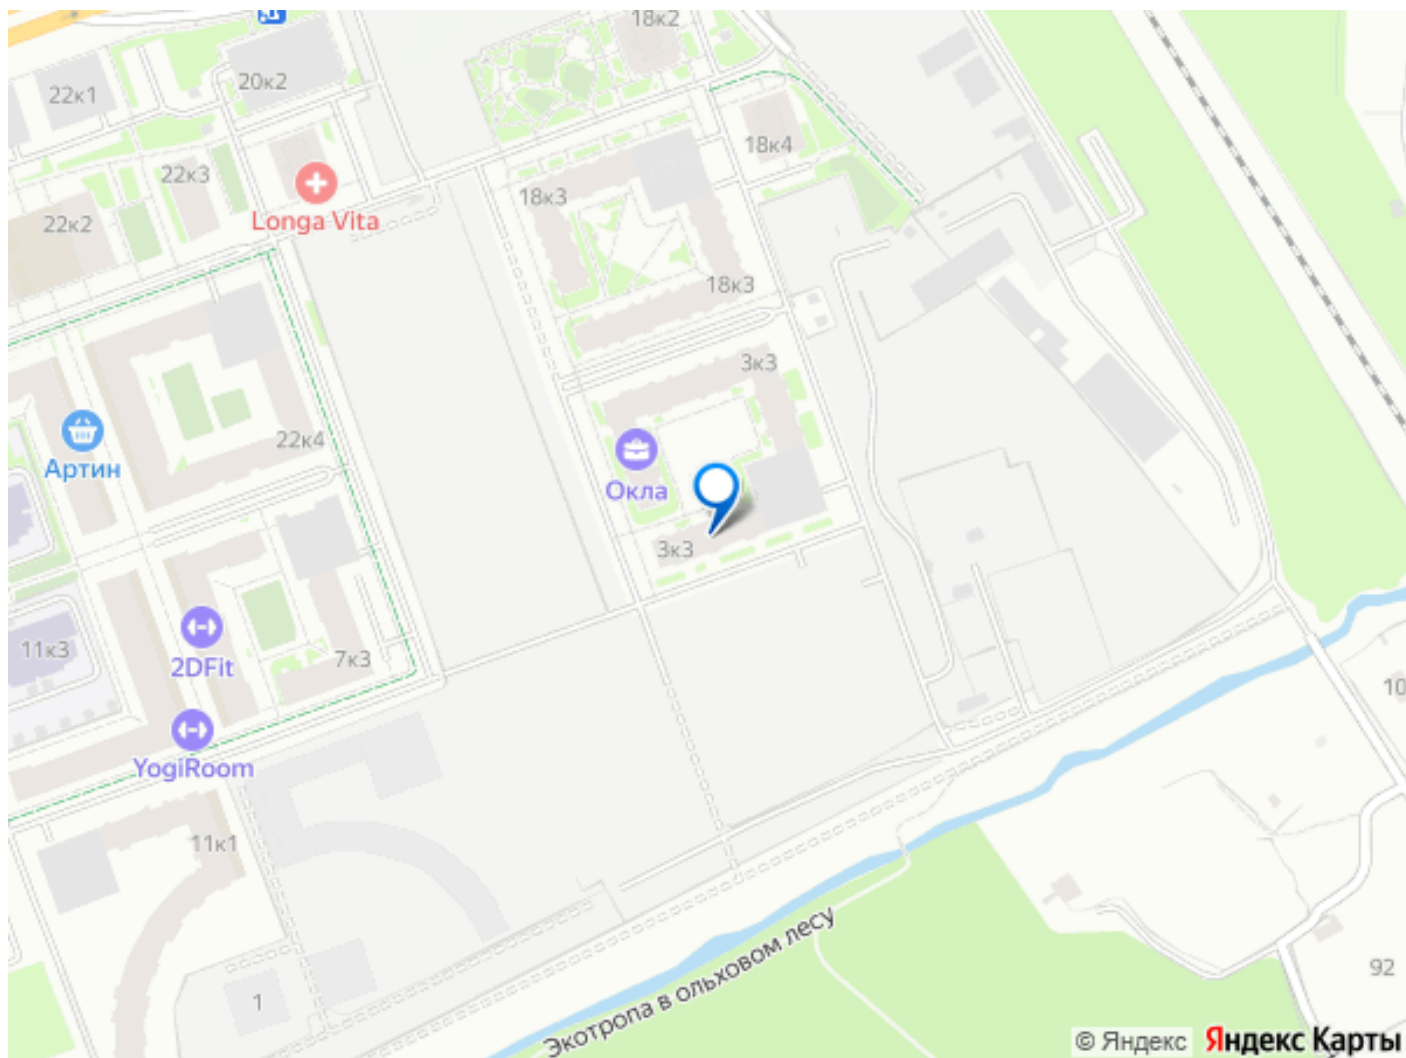 18к2
22к1
20к2
18к4
22к3
18к3
Longa Vita
22к2
18к3
3к3
22к4
Артин
Окла
3к3
11к3
2DFit
7к3
10
YogiRoom
11к1
Экотропа в ольховом лесу
92
1
© Яндекс Яндекс Карты